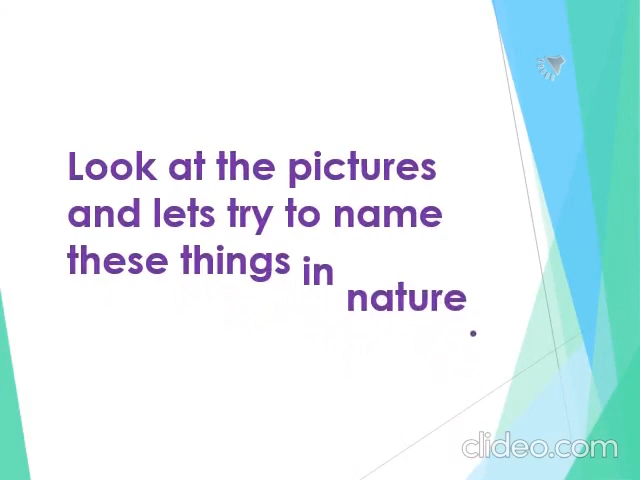 Look at the pictures
and lets try to name
these things in nature.
clideo.com